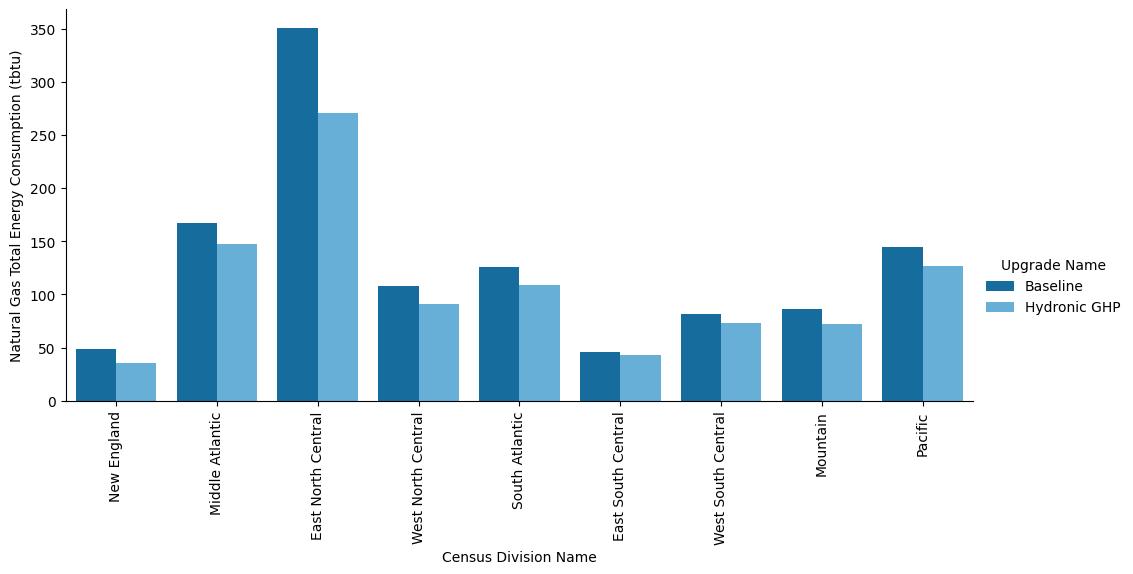 Natural Gas Total Energy Consumption (tbtu)
350
300
250
200
150
100
50
0
New England
Middle Atlantic
East North Central
West North Central
South Atlantic
East South Central
West South Central
Mountain
Pacific
Census Division Name
Upgrade Name
Baseline
Hydronic GHP